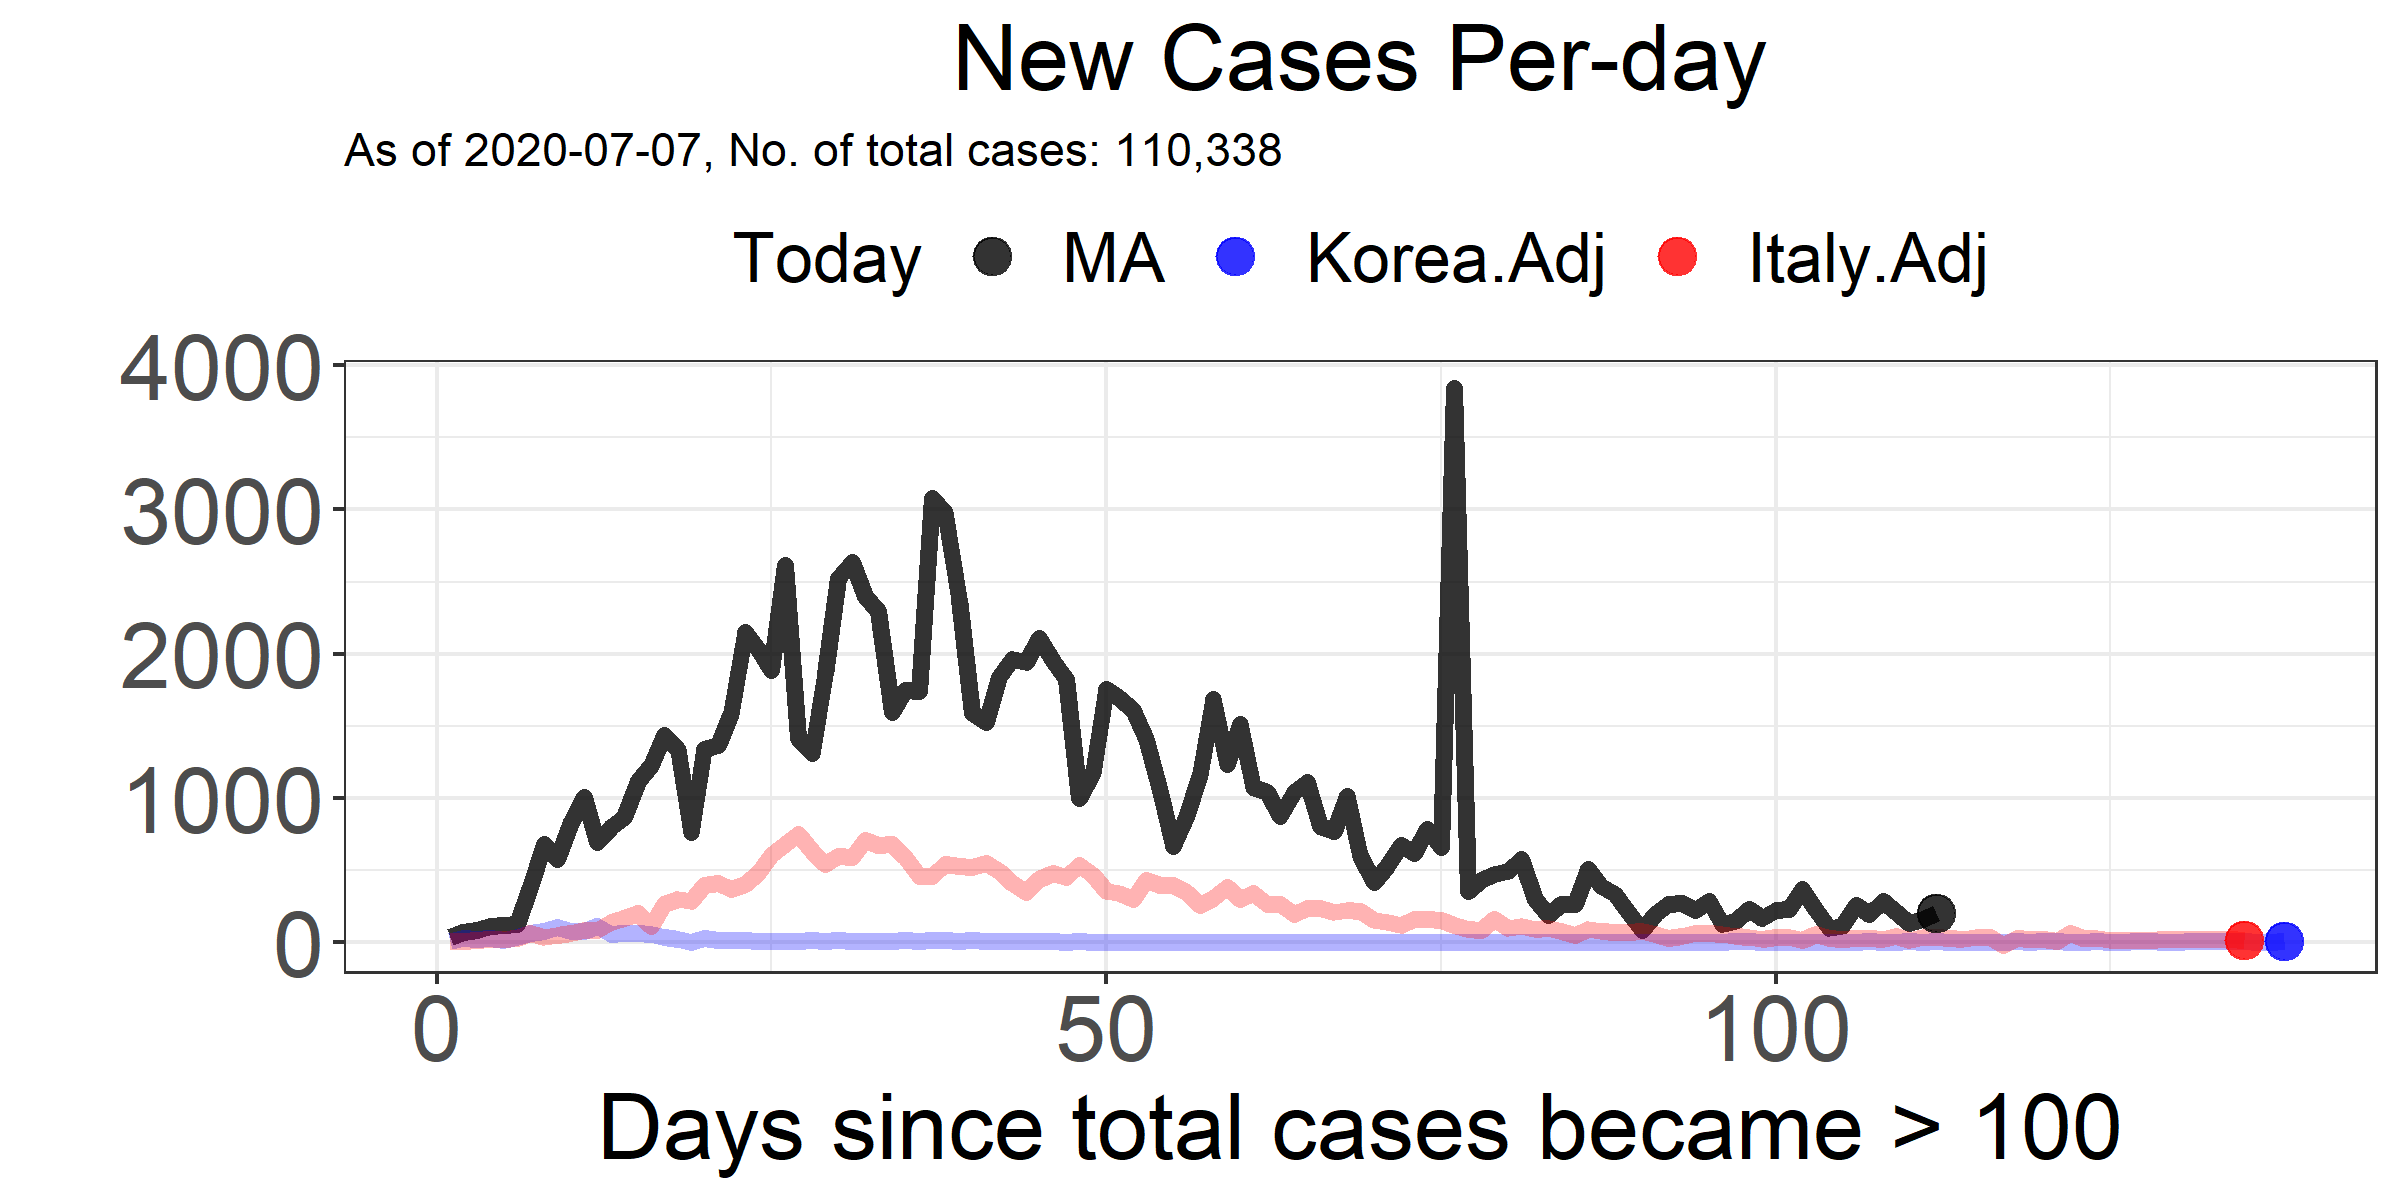 New Cases Per-day
As of 2020-07-07, No. of total cases: 110,338
Today MA Korea.Adj Italy.Adj
4000
3000
2000
1000
0
0 50 100
Days since total cases became > 100